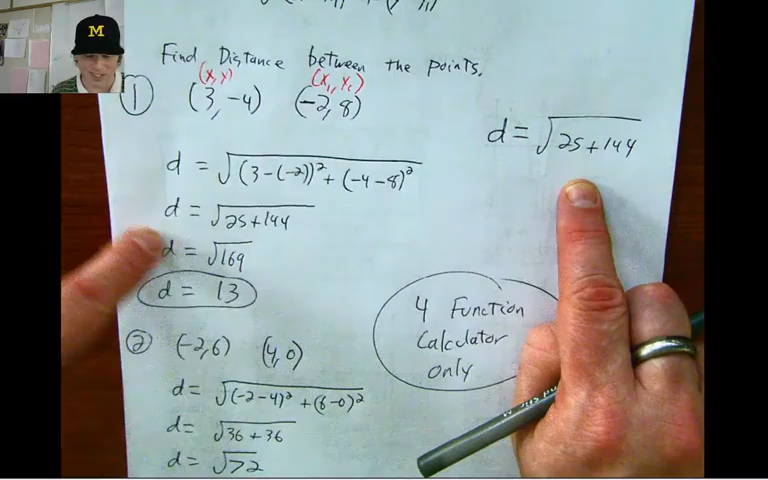 M
Find Distance between the points.
(x, y) (x₁, y₁)
① (3, -4) (-2, 8)
d = √(3-(-2))² + (-4-8)²
d = √25+144
d = √169
d = 13
d = √25+144
② (-2, 6) (4, 0)
d = √(-2-4)² + (6-0)²
d = √36 + 36
d = √72
4 Function
Calculator
only